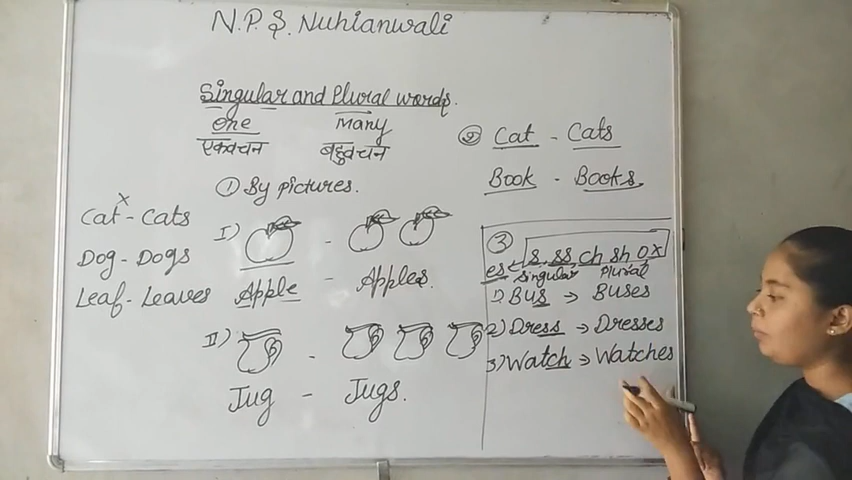 N.P.S. Nuhianwali
Singular and Plural words.
One Many
एकवचन बहुवचन
① By pictures.
Cat - Cats
Dog - Dogs
Leaf - Leaves
I) -
Apple - Apples.
II) -
Jug - Jugs.
② Cat - Cats
Book - Books
③
es s, ss, ch sh o x
Singular Plural
1) Bus ⇒ Buses
2) Dress ⇒ Dresses
3) Watch ⇒ Watches